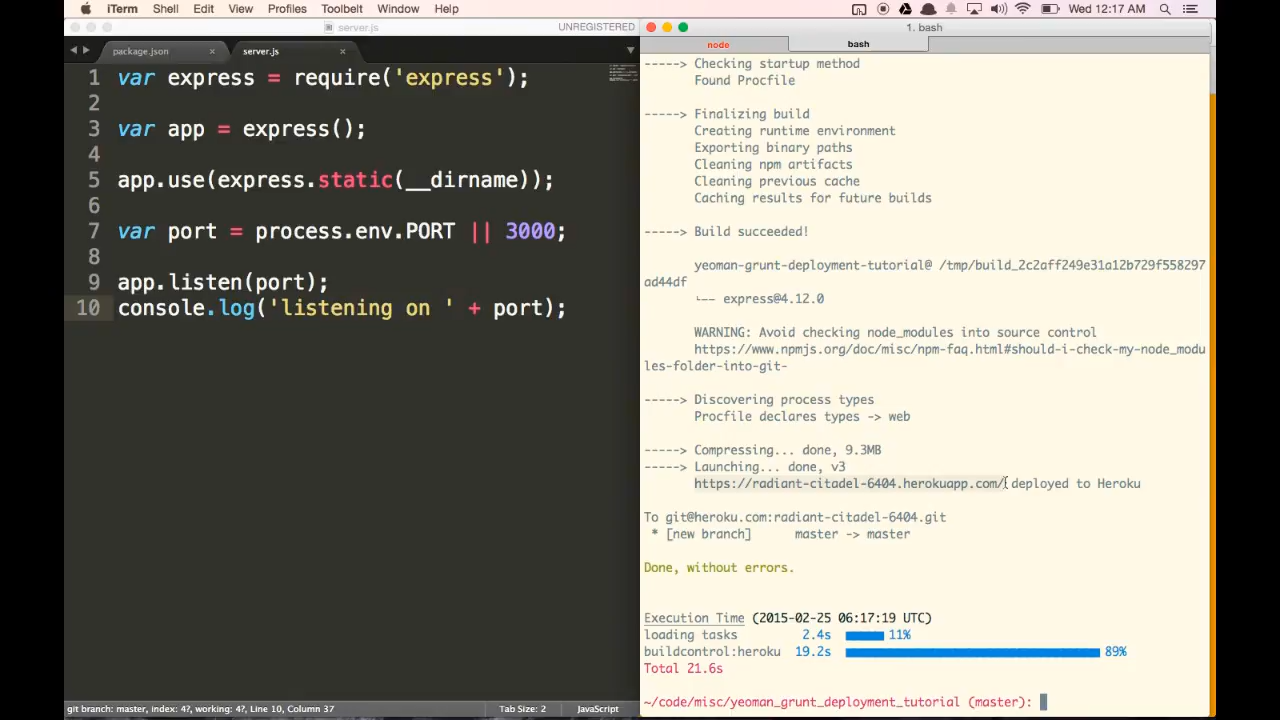 iTerm Shell Edit View Profiles Toolbelt Window Help Wed 12:17 AM
server.js UNREGISTERED
package.json × server.js ×
1 var express = require('express');
2
3 var app = express();
4
5 app.use(express.static(__dirname));
6
7 var port = process.env.PORT || 3000;
8
9 app.listen(port);
10 console.log('listening on ' + port);
git branch: master, index: 4?, working: 4?, Line 10, Column 37 Tab Size: 2 JavaScript
1. bash
node bash
-----> Checking startup method
Found Procfile
-----> Finalizing build
Creating runtime environment
Exporting binary paths
Cleaning npm artifacts
Cleaning previous cache
Caching results for future builds
-----> Build succeeded!
yeoman-grunt-deployment-tutorial@ /tmp/build_2c2aff249e31a12b729f558297
ad44df
└── express@4.12.0
WARNING: Avoid checking node_modules into source control
https://www.npmjs.org/doc/misc/npm-faq.html#should-i-check-my-node_modu
les-folder-into-git-
-----> Discovering process types
Procfile declares types -> web
-----> Compressing... done, 9.3MB
-----> Launching... done, v3
https://radiant-citadel-6404.herokuapp.com/ deployed to Heroku
To git@heroku.com:radiant-citadel-6404.git
* [new branch] master -> master
Done, without errors.
Execution Time (2015-02-25 06:17:19 UTC)
loading tasks 2.4s 11%
buildcontrol:heroku 19.2s 89%
Total 21.6s
~/code/misc/yeoman_grunt_deployment_tutorial (master):